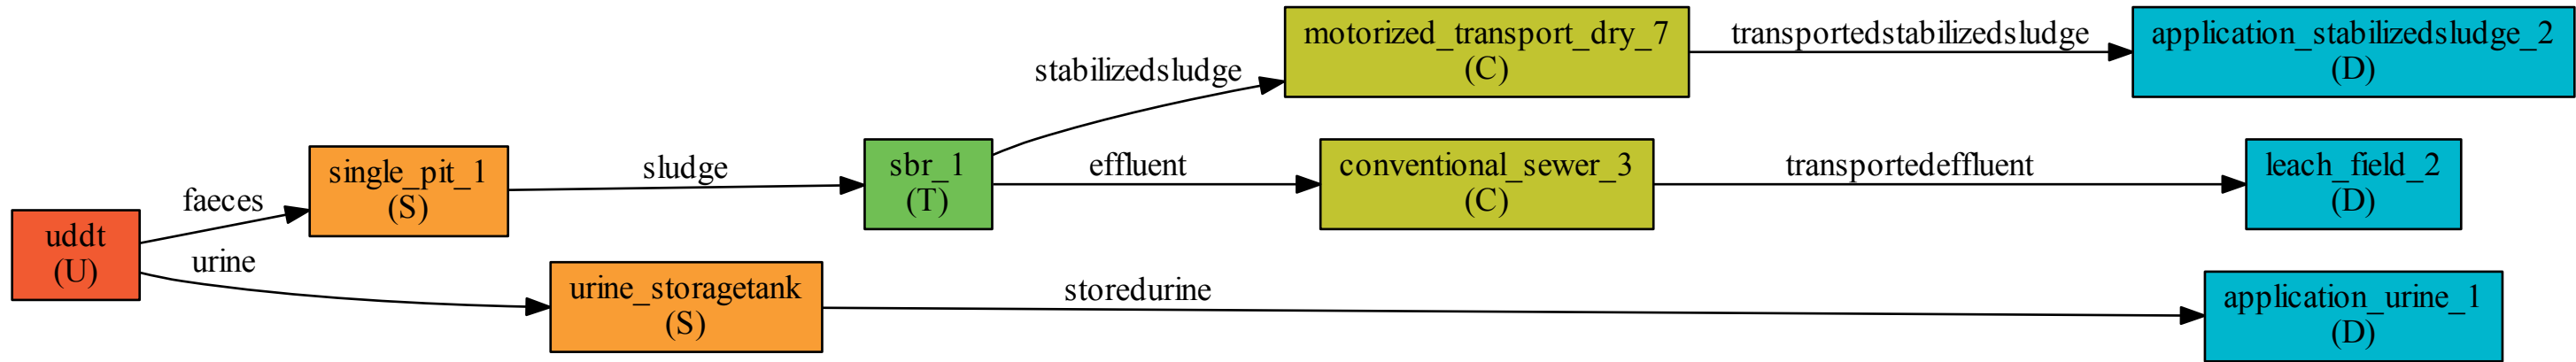 uddt
(U)
faeces
urine
single_pit_1
(S)
sludge
urine_storagetank
(S)
storedurine
sbr_1
(T)
stabilizedsludge
effluent
motorized_transport_dry_7
(C)
transportedstabilizedsludge
application_stabilizedsludge_2
(D)
conventional_sewer_3
(C)
transportedeffluent
leach_field_2
(D)
application_urine_1
(D)